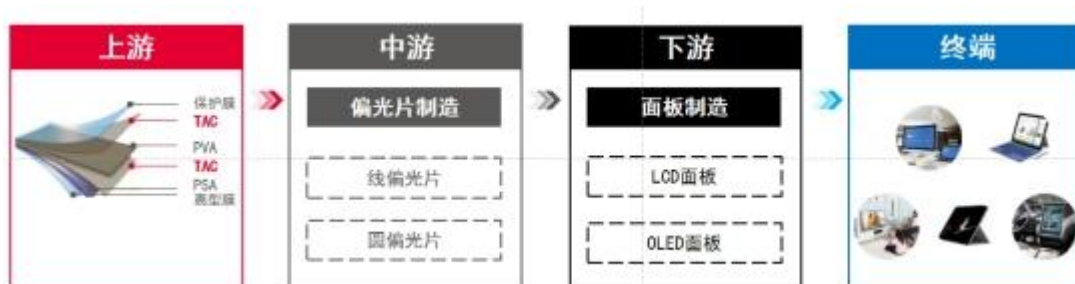 上游
保护膜
TAC
PVA
TAC
PSA
离型膜
中游
偏光片制造
线偏光片
圆偏光片
下游
面板制造
LCD面板
OLED面板
终端